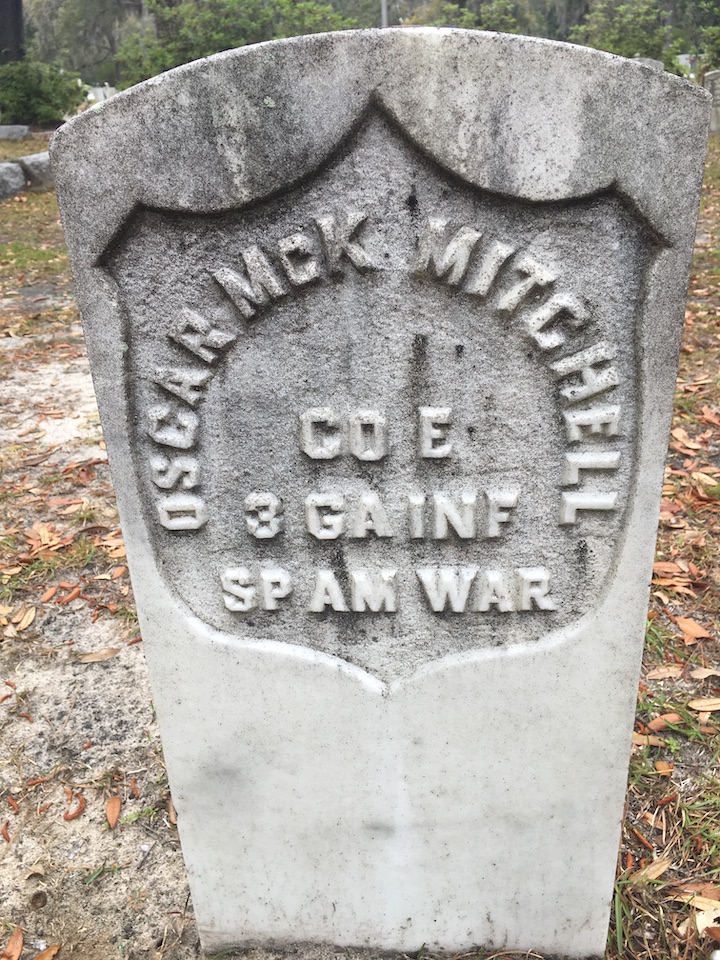 OSCAR McK MITCHELL
CO E
3 GA INF
SP AM WAR